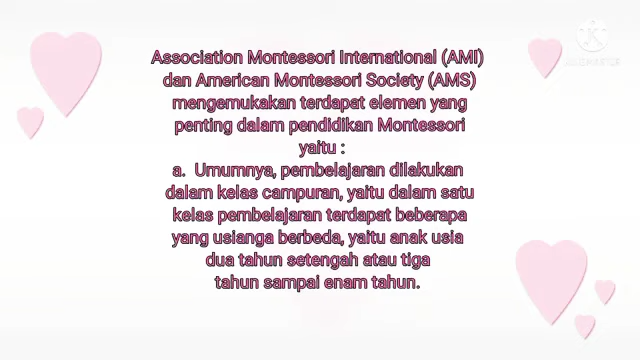 Association Montessori International (AMI)
dan American Montessori Society (AMS)
mengemukakan terdapat elemen yang
penting dalam pendidikan Montessori
yaitu :
a. Umumnya, pembelajaran dilakukan
dalam kelas campuran, yaitu dalam satu
kelas pembelajaran terdapat beberapa
yang usianga berbeda, yaitu anak usia
dua tahun setengah atau tiga
tahun sampai enam tahun.